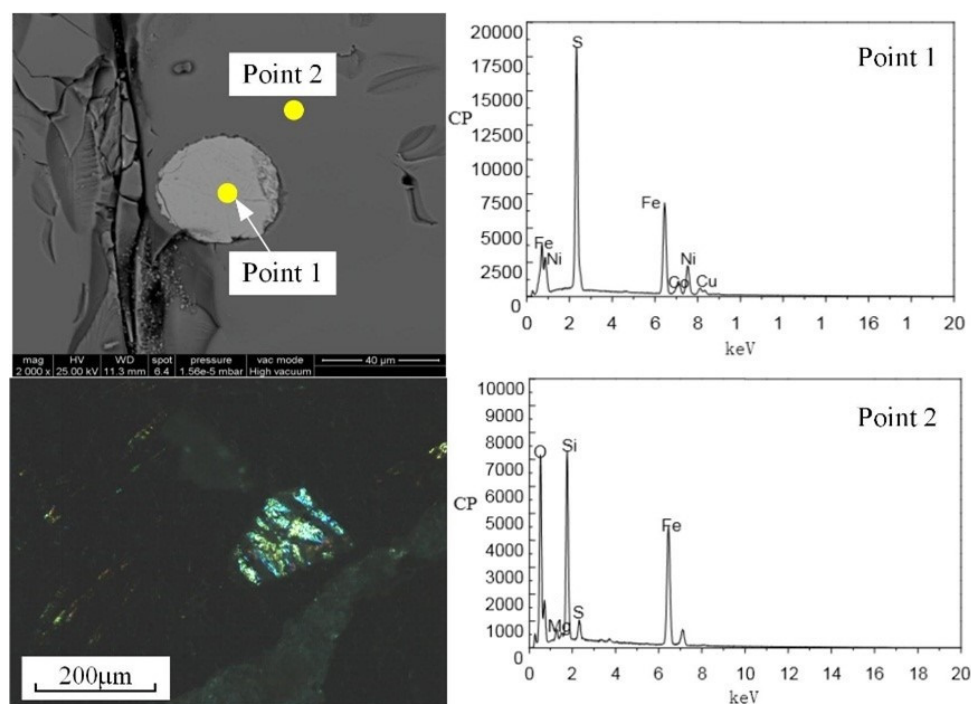 Point 2
Point 1
mag HV WD spot pressure vac mode
2 000 x 25.00 kV 11.3 mm 6.4 1.56e-5 mbar High vacuum
40 µm
200μm
Point 1
CP
20000
17500
15000
12500
10000
7500
5000
2500
0
S
Fe
Fe
Ni
Co
Ni
Cu
0 2 4 6 8 1 1 1 16 1 20
keV
Point 2
CP
10000
9000
8000
7000
6000
5000
4000
3000
2000
1000
0
O
Si
Fe
Mg
S
0 2 4 6 8 10 12 14 16 18 20
keV